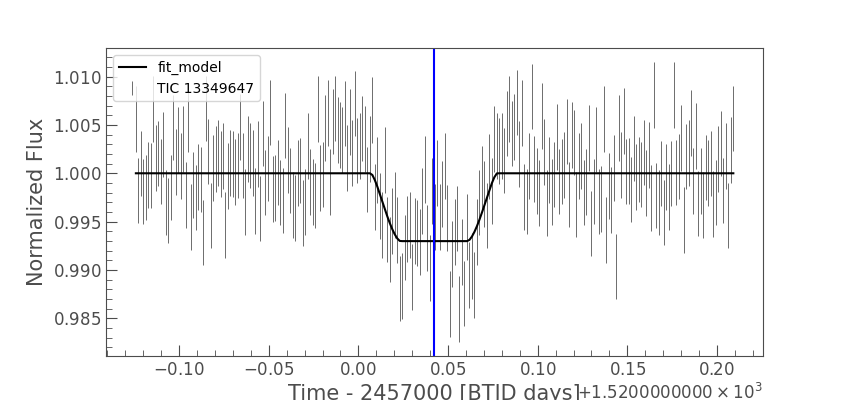 fit_model
TIC 13349647
1.010
1.005
1.000
0.995
0.990
0.985
Normalized Flux
−0.10 −0.05 0.00 0.05 0.10 0.15 0.20
Time - 2457000 [BTJD days]
+1.5200000000 × 10³